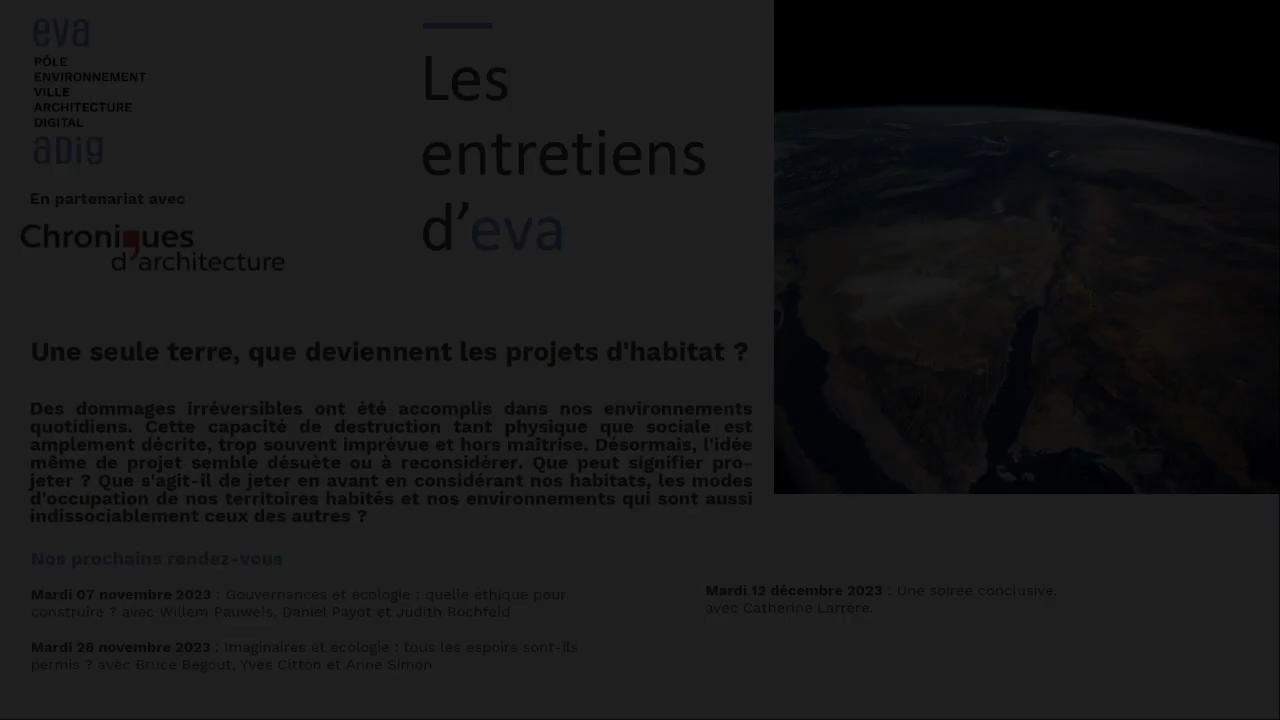 eva
PÔLE
ENVIRONNEMENT
VILLE
ARCHITECTURE
DIGITAL
aDig
En partenariat avec
Chroniques
d'architecture
Les
entretiens
d’eva
Une seule terre, que deviennent les projets d'habitat ?
Des dommages irréversibles ont été accomplis dans nos environnements
quotidiens. Cette capacité de destruction tant physique que sociale est
amplement décrite, trop souvent imprévue et hors maîtrise. Désormais, l'idée
même de projet semble désuète ou à reconsidérer. Que peut signifier pro-
jeter ? Que s'agit-il de jeter en avant en considérant nos habitats, les modes
d'occupation de nos territoires habités et nos environnements qui sont aussi
indissociablement ceux des autres ?
Nos prochains rendez-vous
Mardi 07 novembre 2023 : Gouvernances et écologie : quelle éthique pour
construire ? avec Willem Pauwels, Daniel Payot et Judith Rochfeld
Mardi 28 novembre 2023 : Imaginaires et écologie : tous les espoirs sont-ils
permis ? avec Bruce Bégout, Yves Citton et Anne Simon
Mardi 12 décembre 2023 : Une soirée conclusive.
avec Catherine Larrère.